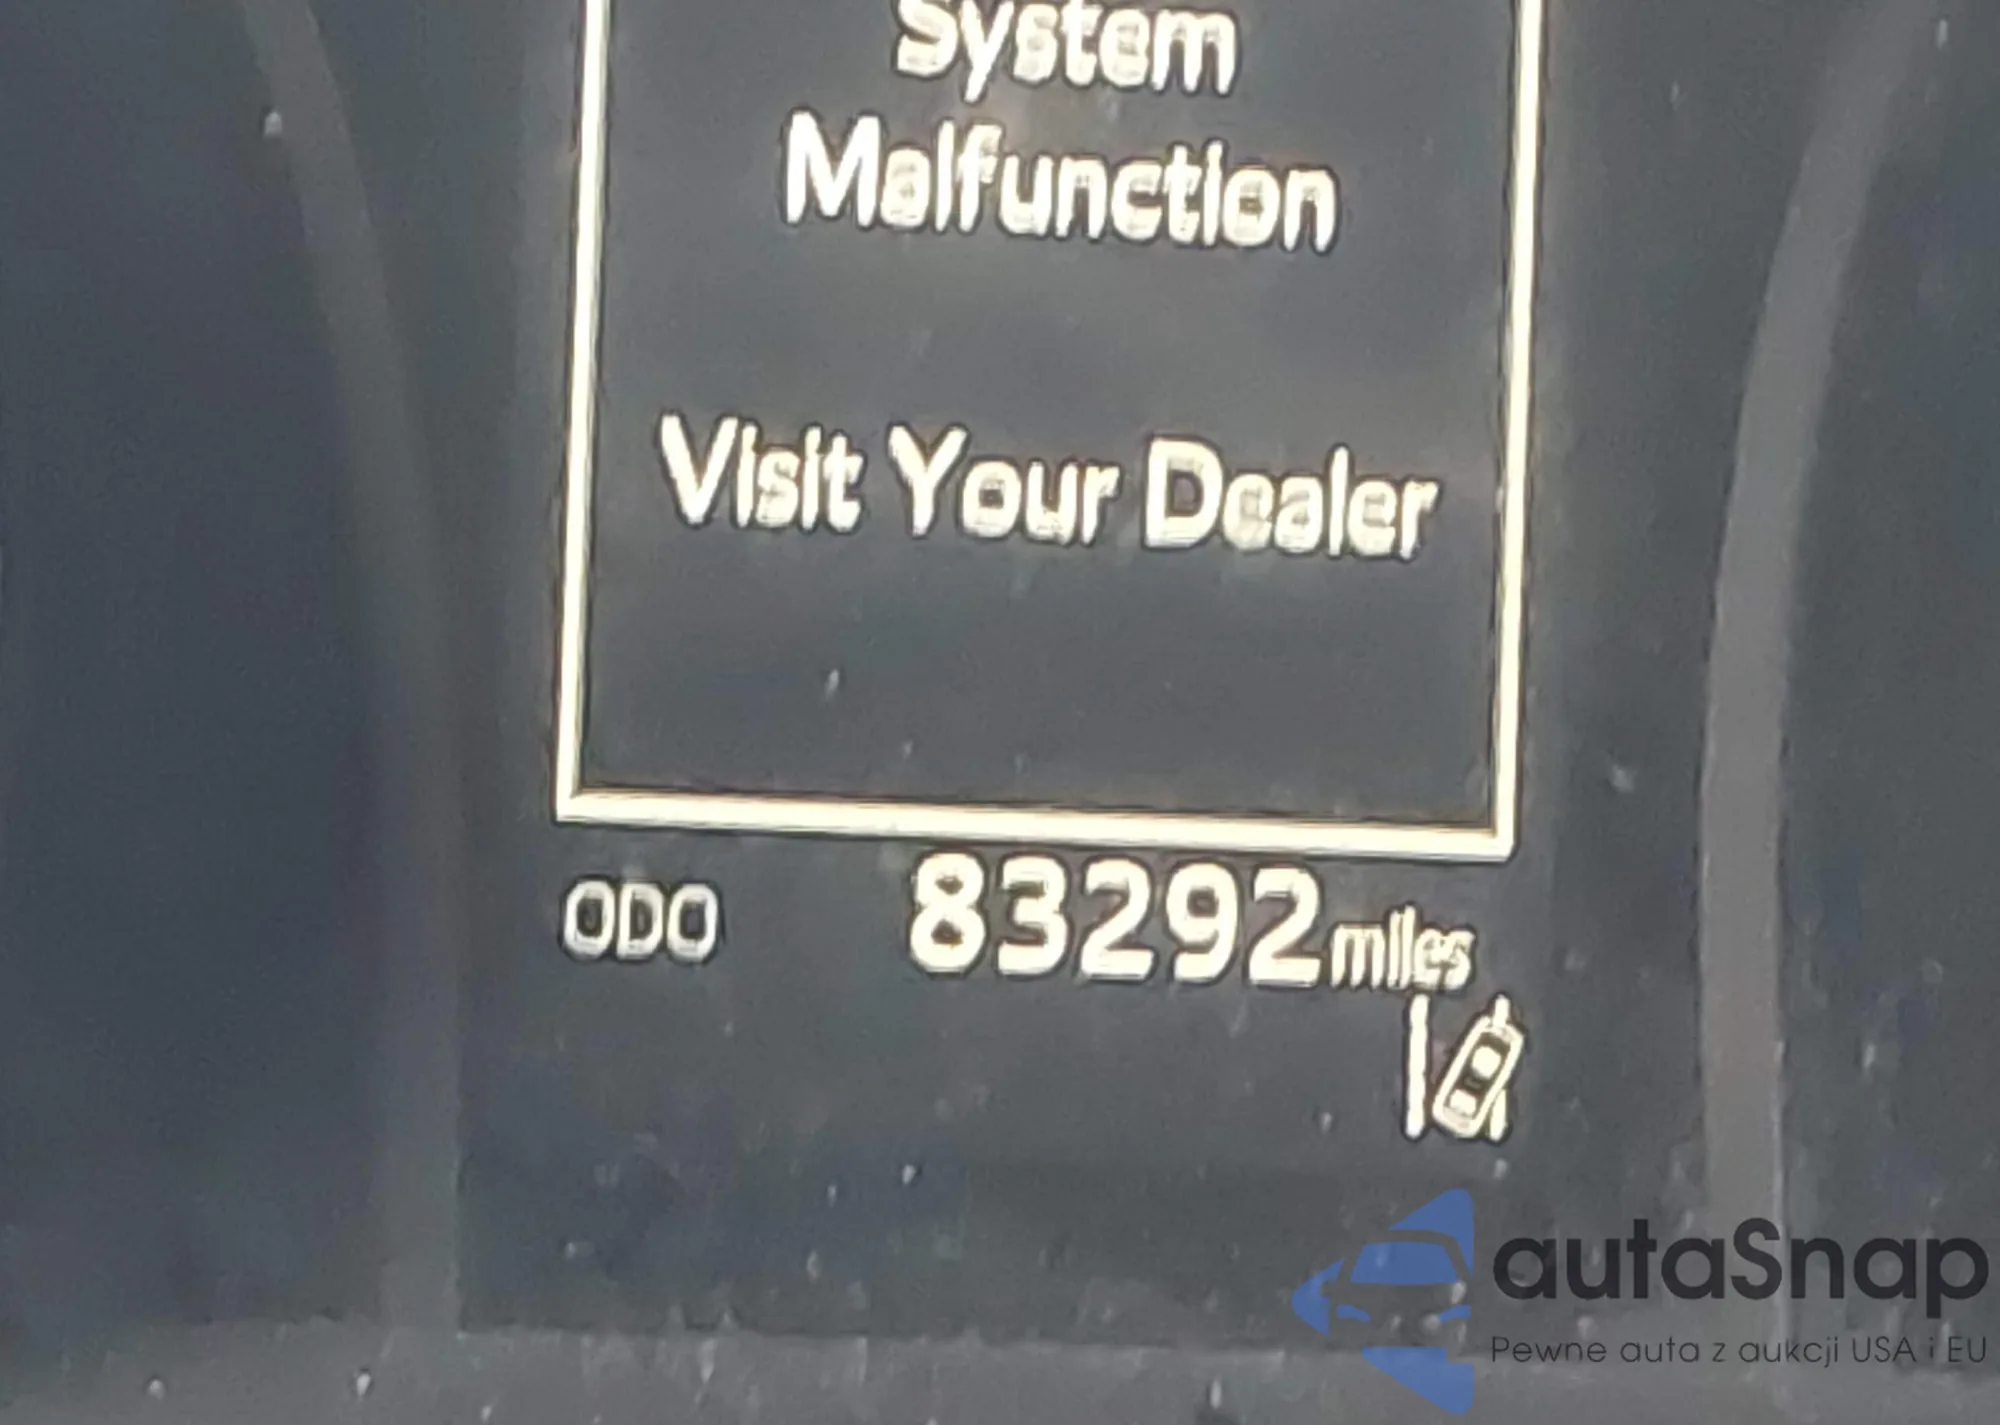 System
Malfunction
Visit Your Dealer
ODO 83292 miles
autaSnap
Pewne auta z aukcji USA i EU